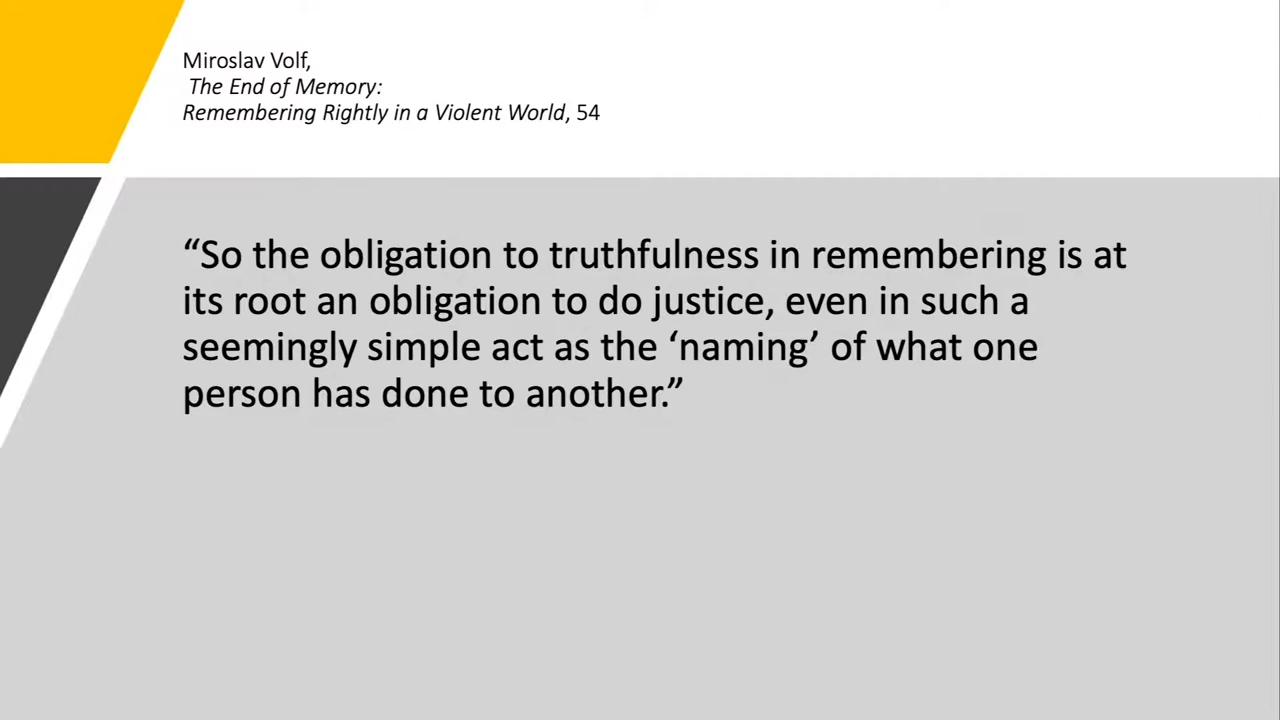 Miroslav Volf,
The End of Memory:
Remembering Rightly in a Violent World, 54
“So the obligation to truthfulness in remembering is at
its root an obligation to do justice, even in such a
seemingly simple act as the ‘naming’ of what one
person has done to another.”